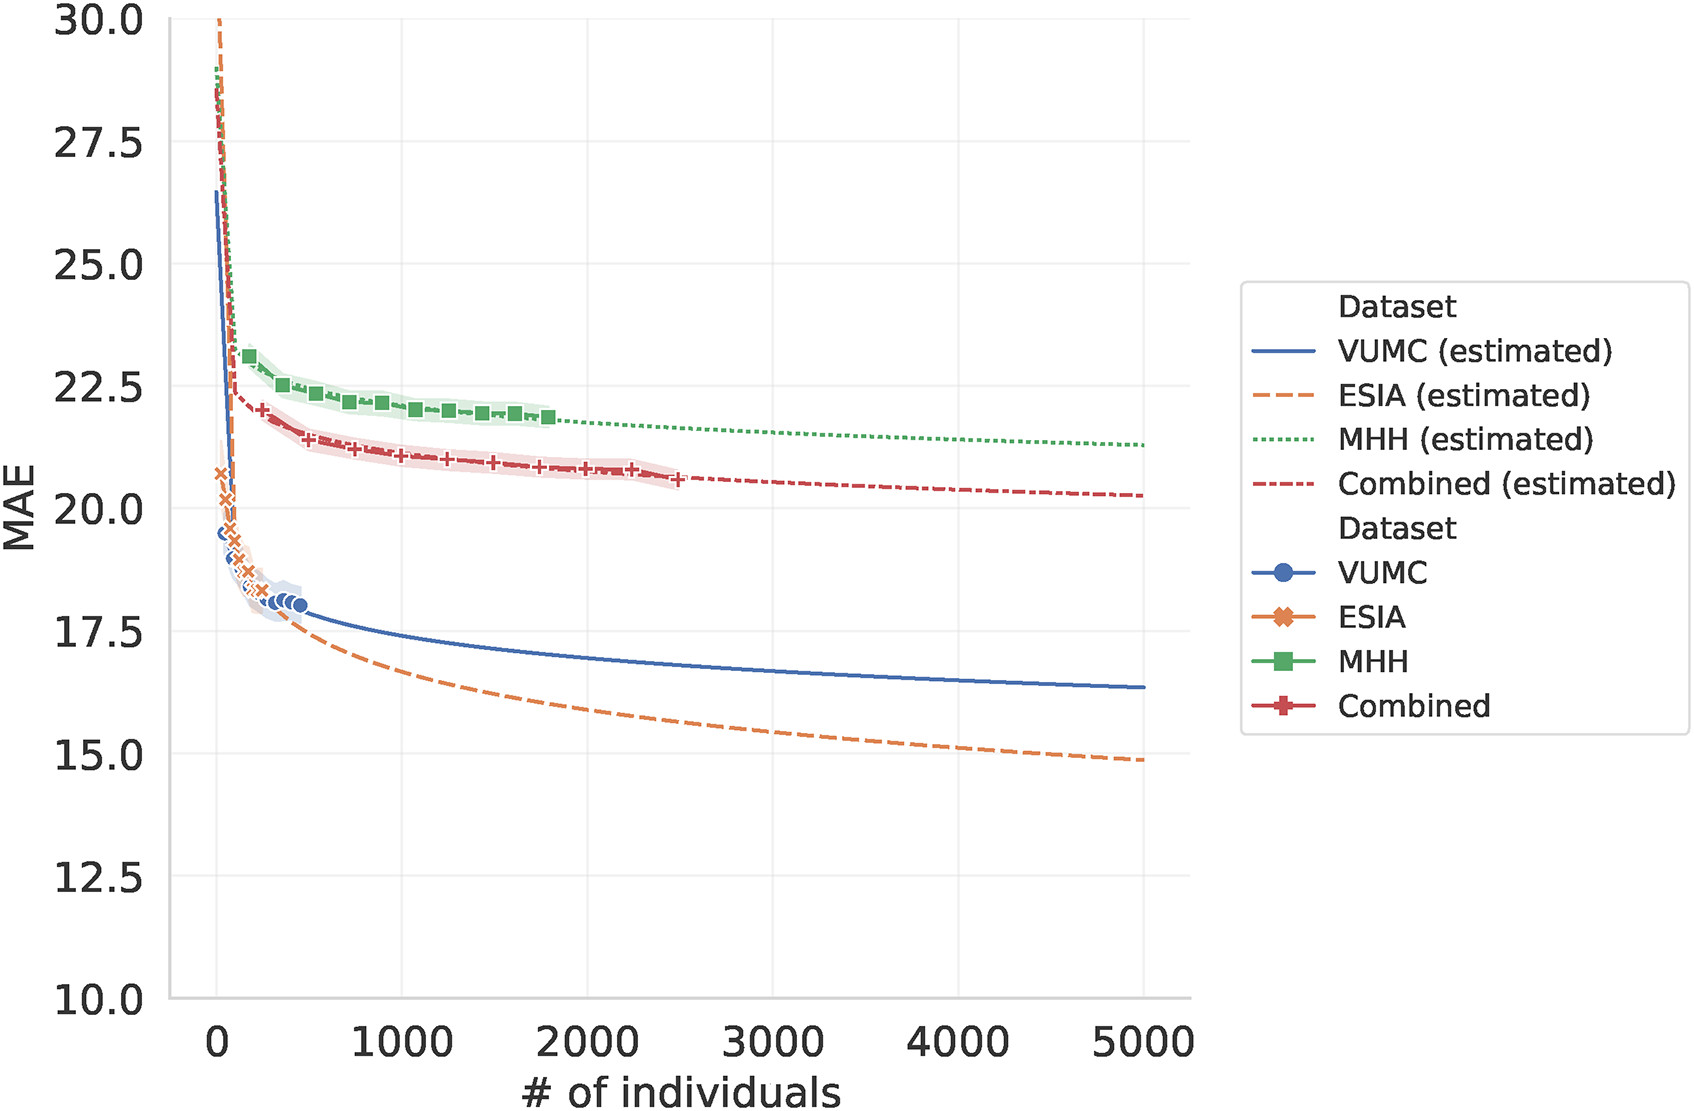 30.0
27.5
25.0
22.5
20.0
17.5
15.0
12.5
10.0
MAE
0 1000 2000 3000 4000 5000
# of individuals
Dataset
VUMC (estimated)
ESIA (estimated)
MHH (estimated)
Combined (estimated)
Dataset
VUMC
ESIA
MHH
Combined